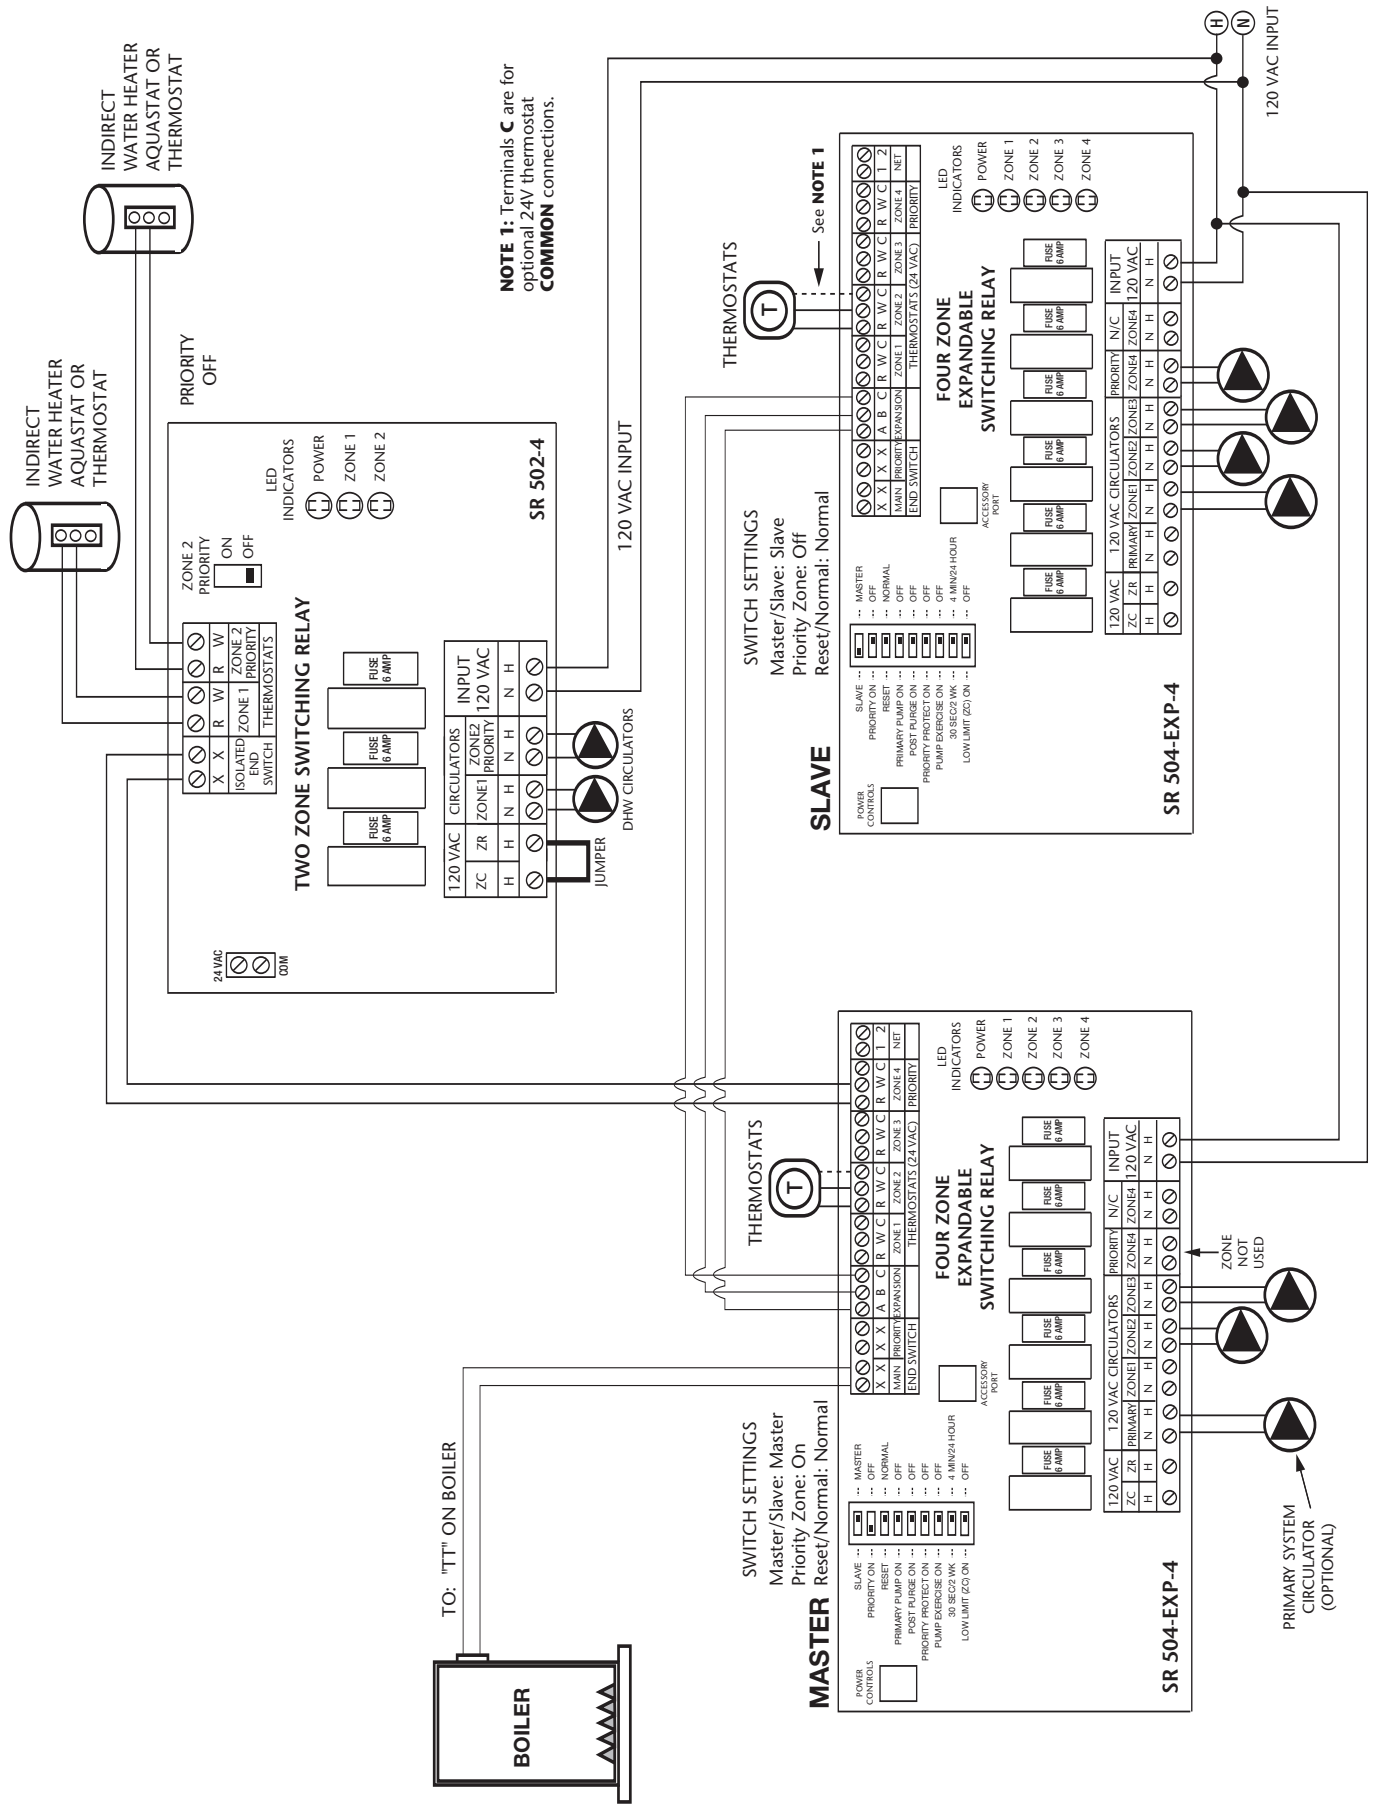 INDIRECT
WATER HEATER
AQUASTAT OR
THERMOSTAT
INDIRECT
WATER HEATER
AQUASTAT OR
THERMOSTAT
PRIORITY
OFF
NOTE 1: Terminals C are for
optional 24V thermostat
COMMON connections.
24 VAC
COM
X X R W R W
ISOLATED
END
SWITCH
ZONE 1
ZONE 2
PRIORITY
THERMOSTATS
ZONE 2
PRIORITY
ON
OFF
LED
INDICATORS
POWER
ZONE 1
ZONE 2
TWO ZONE SWITCHING RELAY
FUSE
6 AMP
FUSE
6 AMP
FUSE
6 AMP
120 VAC
CIRCULATORS
INPUT
120 VAC
ZC ZR ZONE1 ZONE2
PRIORITY
H H N H N H N H
SR 502-4
JUMPER
DHW CIRCULATORS
120 VAC INPUT
TO: "TT" ON BOILER
BOILER
MASTER
SWITCH SETTINGS
Master/Slave: Master
Priority Zone: On
Reset/Normal: Normal
THERMOSTATS
T
X X X X A B C R W C R W C R W C R W C 1 2
MAIN PRIORITY EXPANSION ZONE 1 ZONE 2 ZONE 3 ZONE 4 NET
END SWITCH THERMOSTATS (24 VAC) PRIORITY
POWER
CONTROLS
SLAVE --- --- MASTER
PRIORITY ON --- --- OFF
RESET --- --- NORMAL
PRIMARY PUMP ON --- --- OFF
POST PURGE ON --- --- OFF
PRIORITY PROTECT ON --- --- OFF
PUMP EXERCISE ON --- --- OFF
30 SEC/2 WK --- --- 4 MIN/24 HOUR
LOW LIMIT (ZC) ON --- --- OFF
ACCESSORY
PORT
FOUR ZONE
EXPANDABLE
SWITCHING RELAY
LED
INDICATORS
POWER
ZONE 1
ZONE 2
ZONE 3
ZONE 4
FUSE
6 AMP
FUSE
6 AMP
FUSE
6 AMP
FUSE
6 AMP
FUSE
6 AMP
FUSE
6 AMP
120 VAC 120 VAC CIRCULATORS PRIORITY N/C INPUT
120 VAC
ZC ZR PRIMARY ZONE1 ZONE2 ZONE3 ZONE4 ZONE4
H H N H N H N H N H N H N H N H
SR 504-EXP-4
PRIMARY SYSTEM
CIRCULATOR
(OPTIONAL)
ZONE
NOT
USED
SLAVE
SWITCH SETTINGS
Master/Slave: Slave
Priority Zone: Off
Reset/Normal: Normal
THERMOSTATS
T
See NOTE 1
X X X X A B C R W C R W C R W C R W C 1 2
MAIN PRIORITY EXPANSION ZONE 1 ZONE 2 ZONE 3 ZONE 4 NET
END SWITCH THERMOSTATS (24 VAC) PRIORITY
POWER
CONTROLS
SLAVE --- --- MASTER
PRIORITY ON --- --- OFF
RESET --- --- NORMAL
PRIMARY PUMP ON --- --- OFF
POST PURGE ON --- --- OFF
PRIORITY PROTECT ON --- --- OFF
PUMP EXERCISE ON --- --- OFF
30 SEC/2 WK --- --- 4 MIN/24 HOUR
LOW LIMIT (ZC) ON --- --- OFF
ACCESSORY
PORT
FOUR ZONE
EXPANDABLE
SWITCHING RELAY
LED
INDICATORS
POWER
ZONE 1
ZONE 2
ZONE 3
ZONE 4
FUSE
6 AMP
FUSE
6 AMP
FUSE
6 AMP
FUSE
6 AMP
FUSE
6 AMP
FUSE
6 AMP
120 VAC 120 VAC CIRCULATORS PRIORITY N/C INPUT
120 VAC
ZC ZR PRIMARY ZONE1 ZONE2 ZONE3 ZONE4 ZONE4
H H N H N H N H N H N H N H N H
SR 504-EXP-4
H
N
120 VAC INPUT